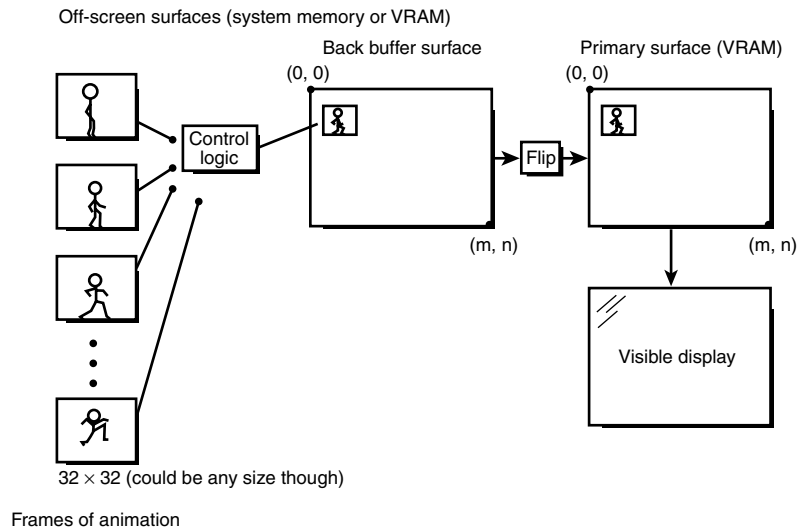 Off-screen surfaces (system memory or VRAM)
Back buffer surface
Primary surface (VRAM)
(0, 0)
(0, 0)
Control
logic
Flip
(m, n)
(m, n)
Visible display
32 × 32 (could be any size though)
Frames of animation